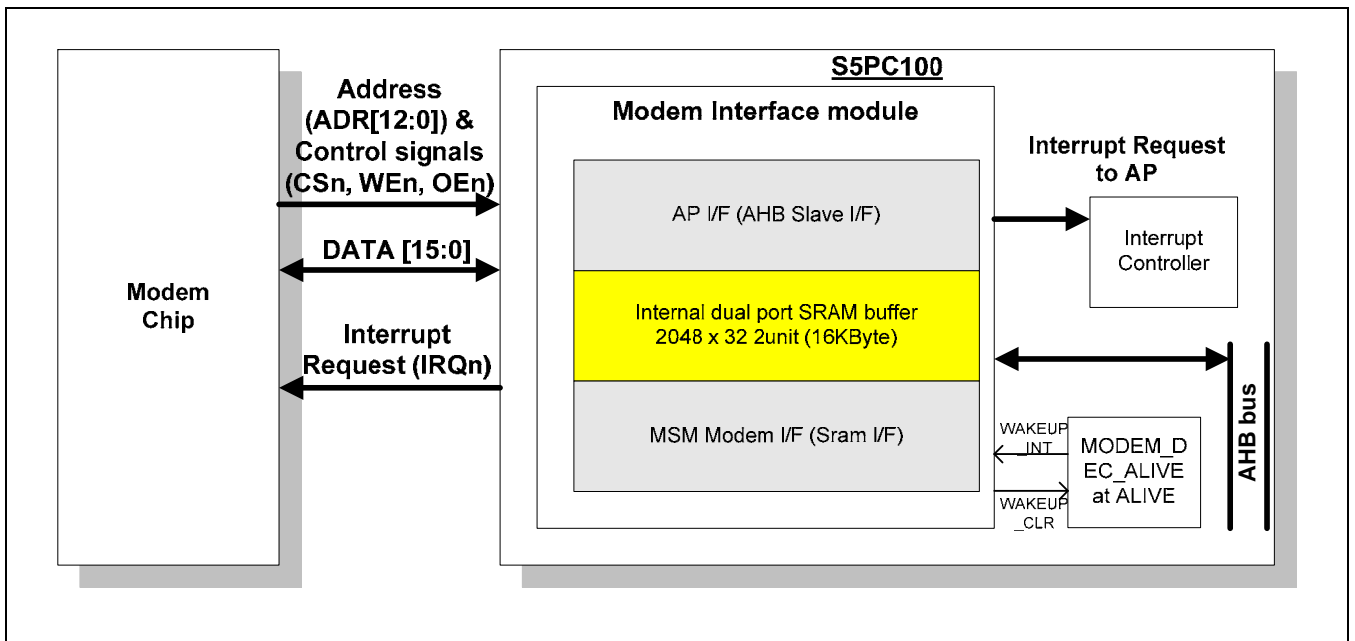 Address
(ADR[12:0]) &
Control signals
(CSn, WEn, OEn)
DATA [15:0]
Modem
Chip
Interrupt
Request (IRQn)
S5PC100
Modem Interface module
AP I/F (AHB Slave I/F)
Internal dual port SRAM buffer
2048 x 32 2unit (16KByte)
MSM Modem I/F (Sram I/F)
Interrupt Request
to AP
Interrupt
Controller
WAKEUP
_INT
WAKEUP
_CLR
MODEM_D
EC_ALIVE
at ALIVE
AHB bus